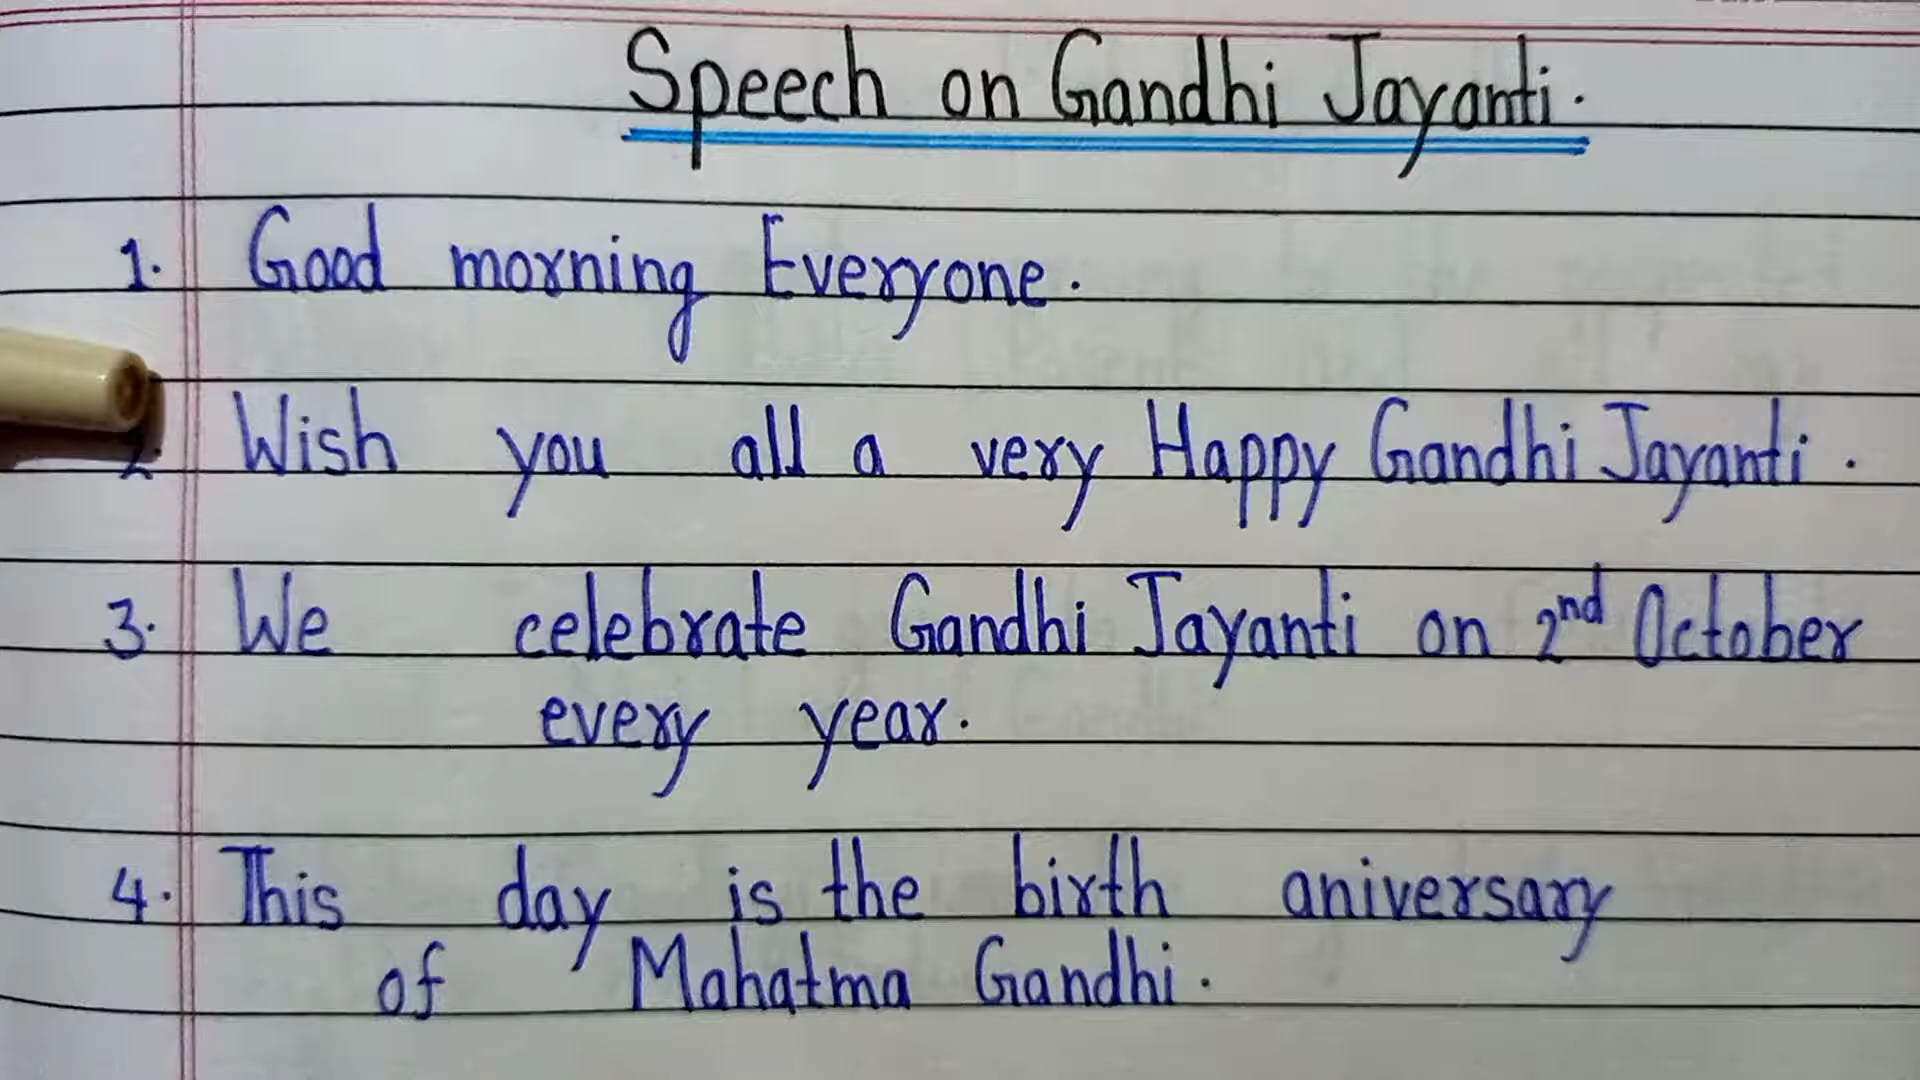 Speech on Gandhi Jayanti.
1. Good morning Everyone.
2. Wish you all a very Happy Gandhi Jayanti.
3. We celebrate Gandhi Jayanti on 2nd October
every year.
4. This day is the birth aniversary
of Mahatma Gandhi.